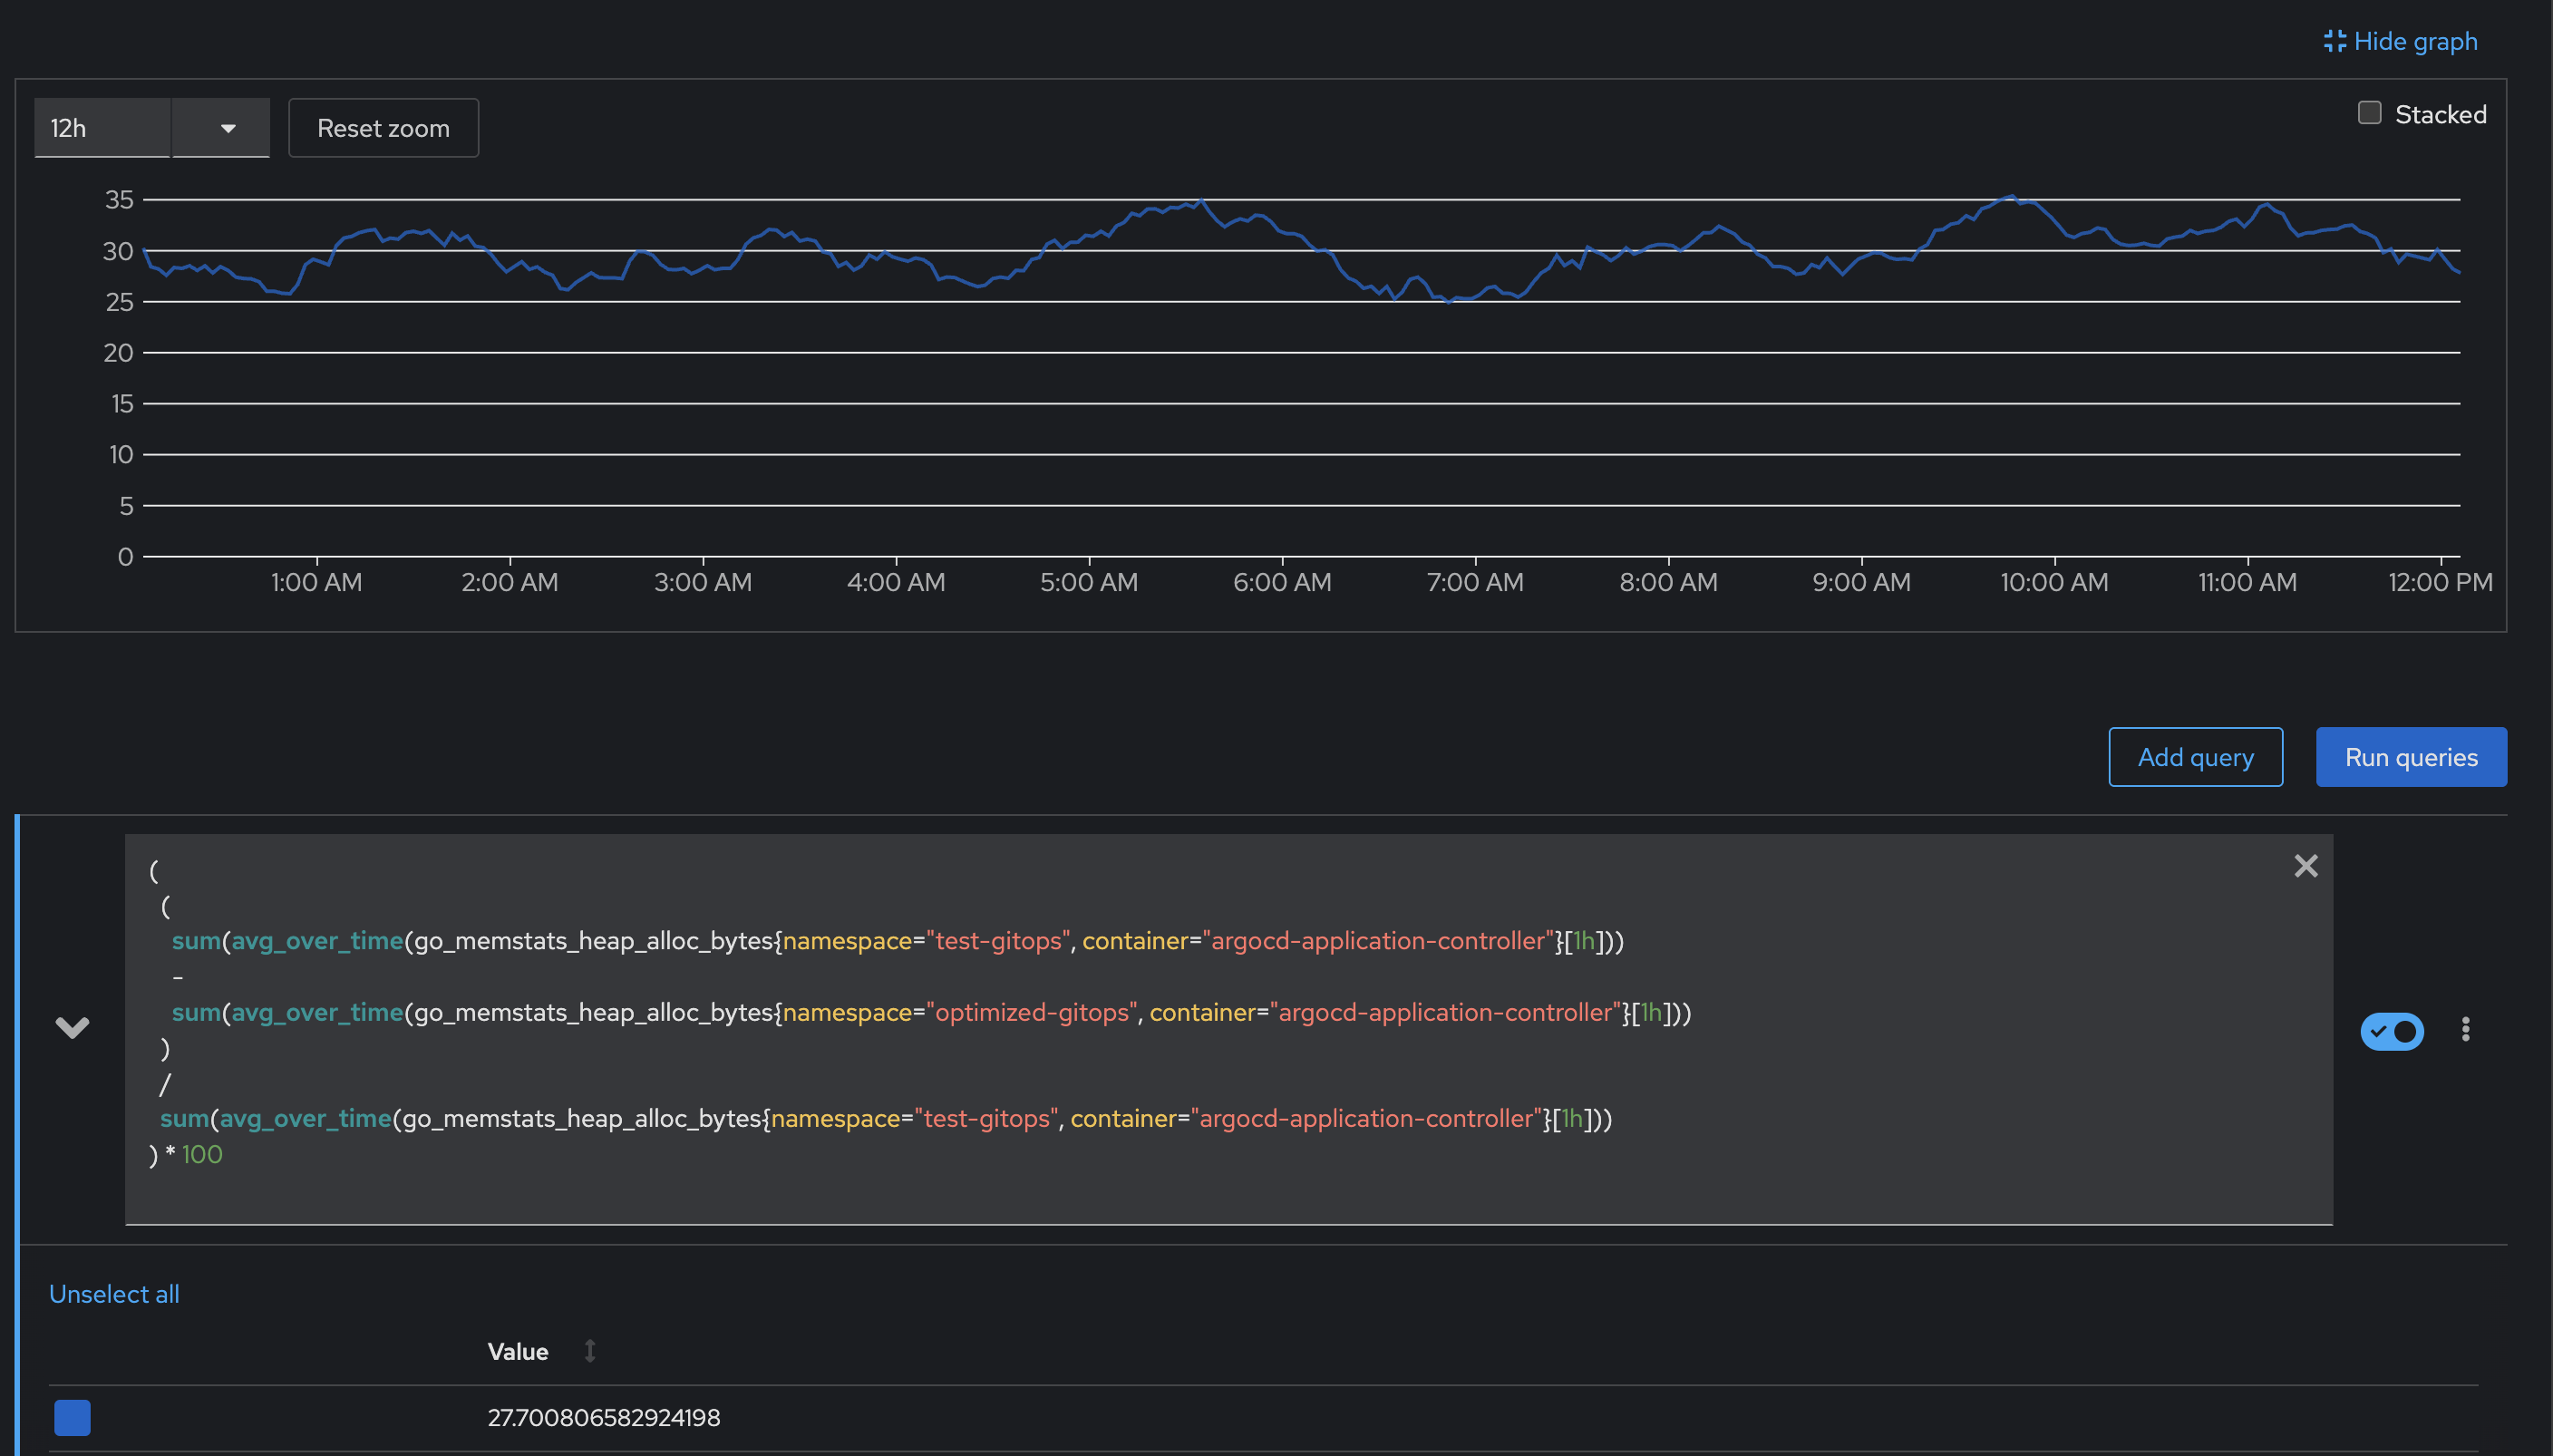 Hide graph
12h
Reset zoom
Stacked
35
30
25
20
15
10
5
0
1:00 AM 2:00 AM 3:00 AM 4:00 AM 5:00 AM 6:00 AM 7:00 AM 8:00 AM 9:00 AM 10:00 AM 11:00 AM 12:00 PM
Add query
Run queries
(
(
sum(avg_over_time(go_memstats_heap_alloc_bytes{namespace="test-gitops", container="argocd-application-controller"}[1h]))
-
sum(avg_over_time(go_memstats_heap_alloc_bytes{namespace="optimized-gitops", container="argocd-application-controller"}[1h]))
)
/
sum(avg_over_time(go_memstats_heap_alloc_bytes{namespace="test-gitops", container="argocd-application-controller"}[1h]))
) * 100
Unselect all
Value
27.700806582924198